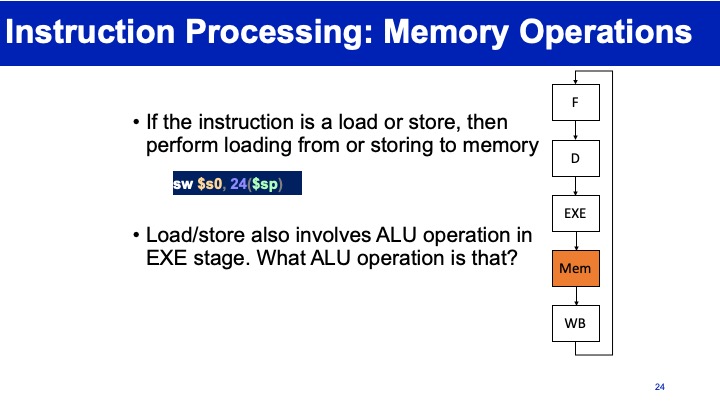 Instruction Processing: Memory Operations
• If the instruction is a load or store, then
perform loading from or storing to memory
sw $s0, 24($sp)
• Load/store also involves ALU operation in
EXE stage. What ALU operation is that?
F
D
EXE
Mem
WB
24